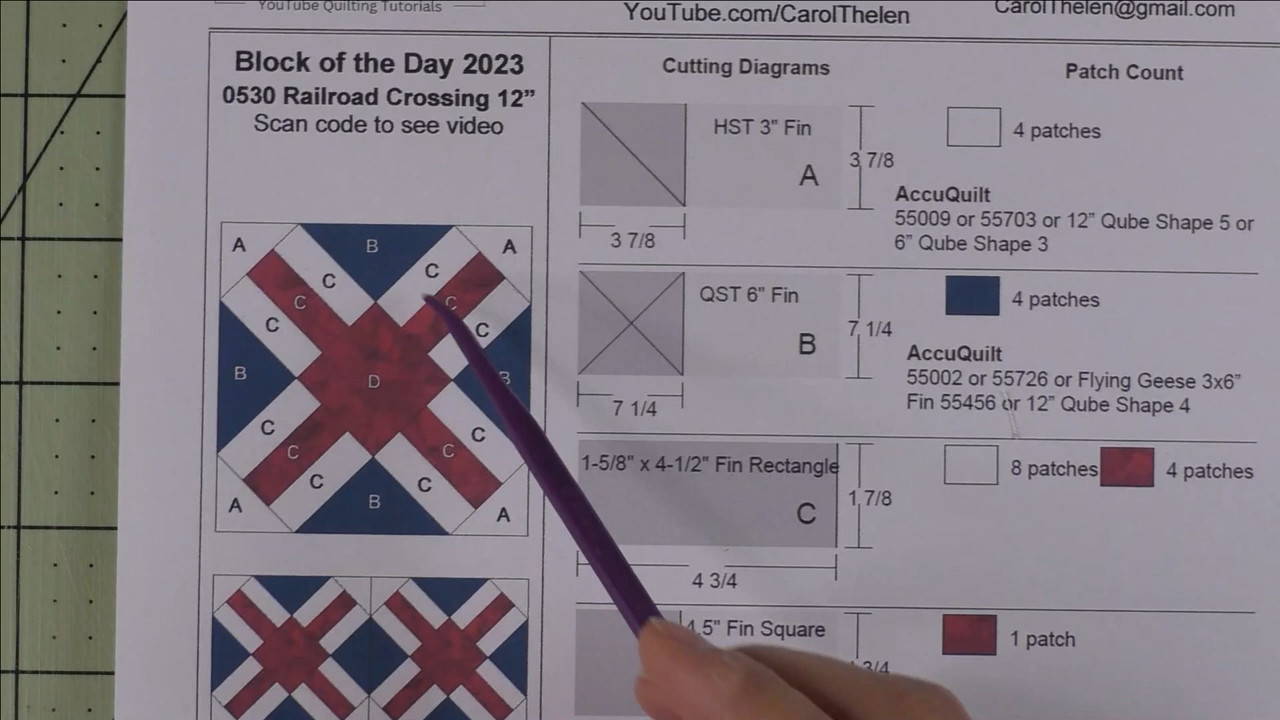 YouTube Quilting Tutorials
YouTube.com/CarolThelen
CarolThelen@gmail.com
Block of the Day 2023
0530 Railroad Crossing 12”
Scan code to see video
A B A
C C
C C
C C
B D B
C C
C C
C C
A B A
Cutting Diagrams
Patch Count
HST 3" Fin
A
3 7/8
3 7/8
4 patches
AccuQuilt
55009 or 55703 or 12” Qube Shape 5 or
6” Qube Shape 3
QST 6" Fin
B
7 1/4
7 1/4
4 patches
AccuQuilt
55002 or 55726 or Flying Geese 3x6”
Fin 55456 or 12” Qube Shape 4
1-5/8" x 4-1/2" Fin Rectangle
C
1 7/8
4 3/4
8 patches
4 patches
.5" Fin Square
3/4
1 patch